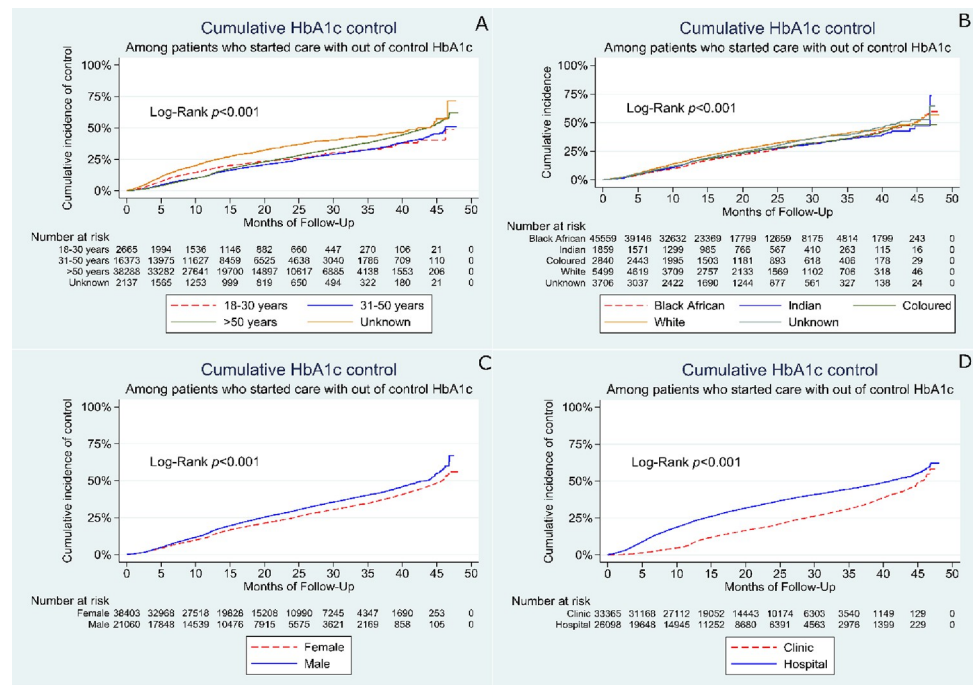 A
Cumulative HbA1c control
Among patients who started care with out of control HbA1c
Cumulative incidence of control
100%
75%
50%
25%
0%
Log-Rank p<0.001
0 5 10 15 20 25 30 35 40 45 50
Months of Follow-Up
Number at risk
18-30 years 2665 1994 1536 1146 882 660 447 270 106 21 0
31-50 years 16373 13975 11627 8459 6525 4638 3040 1786 709 110 0
>50 years 38288 33282 27641 19700 14897 10617 6885 4138 1553 206 0
Unknown 2137 1565 1253 999 819 650 494 322 180 21 0
18-30 years 31-50 years
>50 years Unknown
B
Cumulative HbA1c control
Among patients who started care with out of control HbA1c
Cumulative incidence
100%
75%
50%
25%
0%
Log-Rank p<0.001
0 5 10 15 20 25 30 35 40 45 50
Months of Follow-Up
Number at risk
Black African 45559 39146 32632 23369 17799 12659 8175 4814 1799 243 0
Indian 1859 1571 1299 985 766 567 410 263 115 16 0
Coloured 2840 2443 1995 1503 1181 893 618 406 178 29 0
White 5499 4619 3709 2757 2133 1569 1102 706 318 46 0
Unknown 3706 3037 2422 1690 1244 877 561 327 138 24 0
Black African Indian Coloured
White Unknown
C
Cumulative HbA1c control
Among patients who started care with out of control HbA1c
Cumulative incidence of control
100%
75%
50%
25%
0%
Log-Rank p<0.001
0 5 10 15 20 25 30 35 40 45 50
Months of Follow-Up
Number at risk
Female 38403 32968 27518 19828 15208 10990 7245 4347 1690 253 0
Male 21060 17848 14539 10476 7915 5575 3621 2169 858 105 0
Female
Male
D
Cumulative HbA1c control
Among patients who started care with out of control HbA1c
Cumulative incidence of control
100%
75%
50%
25%
0%
Log-Rank p<0.001
0 5 10 15 20 25 30 35 40 45 50
Months of Follow-Up
Number at risk
Clinic 33365 31168 27112 19052 14443 10174 6303 3540 1149 129 0
Hospital 26098 19648 14945 11252 8680 6391 4563 2976 1399 229 0
Clinic
Hospital